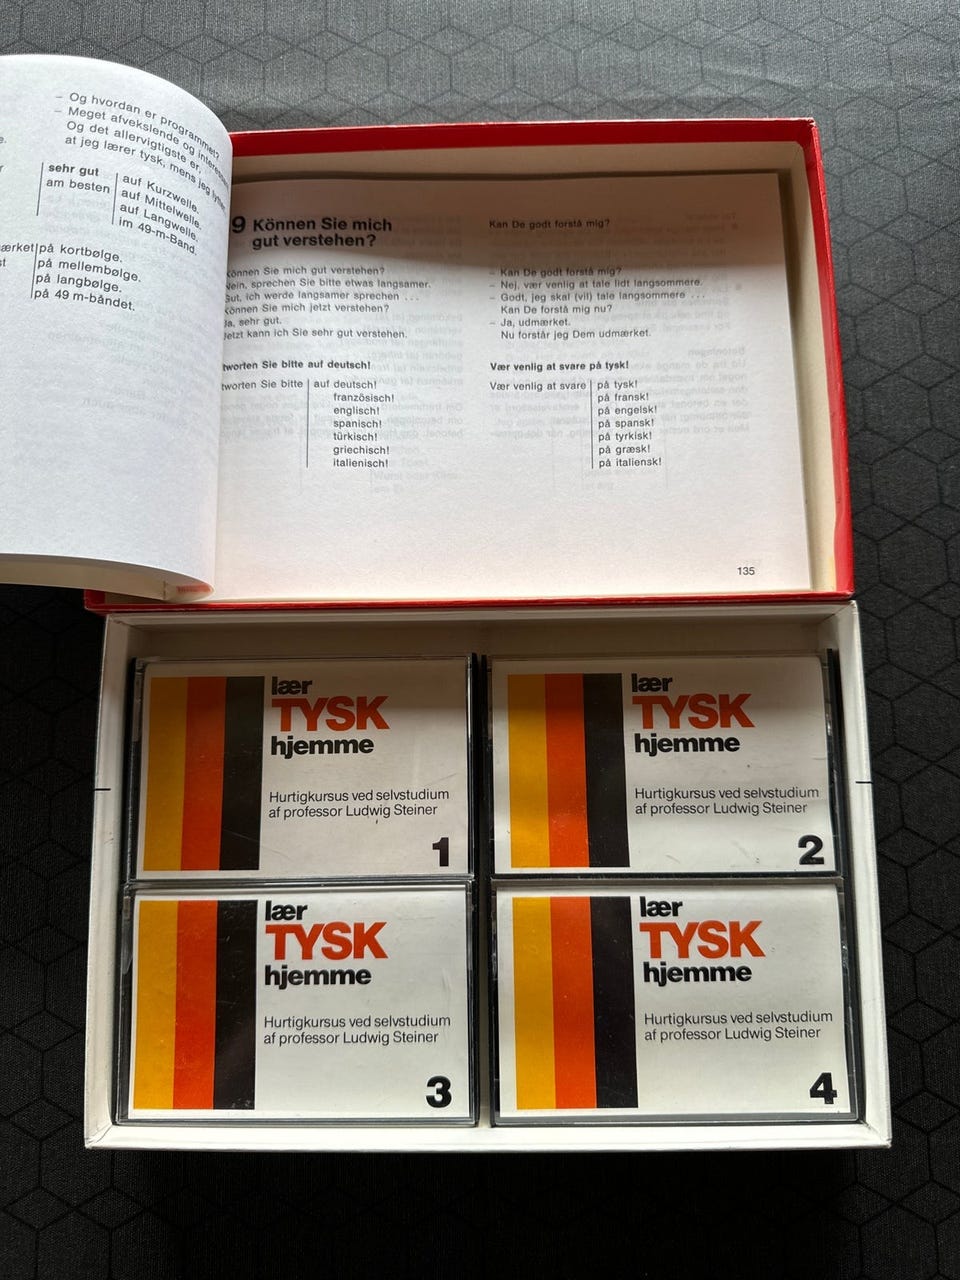 – Og hvordan er programmet?
– Meget afvekslende og
Og det allervigtigste er,
at jeg lærer tysk, mens jeg
sehr gut
am besten
auf Kurzwelle.
auf Mittelwelle.
auf Langwelle.
im 49-m-Band.
på kortbølge.
på mellembølge.
på langbølge.
på 49 m-båndet.
9 Können Sie mich
gut verstehen?
Können Sie mich gut verstehen?
Nein, sprechen Sie bitte etwas langsamer.
Gut, ich werde langsamer sprechen ...
Können Sie mich jetzt verstehen?
Ja, sehr gut.
Jetzt kann ich Sie sehr gut verstehen.
tworten Sie bitte auf deutsch!
tworten Sie bitte
auf deutsch!
französisch!
englisch!
spanisch!
türkisch!
griechisch!
italienisch!
Kan De godt forstå mig?
– Kan De godt forstå mig?
– Nej, vær venlig at tale lidt langsommere.
– Godt, jeg skal (vil) tale langsommere ...
Kan De forstå mig nu?
– Ja, udmærket.
Nu forstår jeg Dem udmærket.
Vær venlig at svare på tysk!
Vær venlig at svare
på tysk!
på fransk!
på engelsk!
på spansk!
på tyrkisk!
på græsk!
på italiensk!
135
lær
TYSK
hjemme
Hurtigkursus ved selvstudium
af professor Ludwig Steiner
1
lær
TYSK
hjemme
Hurtigkursus ved selvstudium
af professor Ludwig Steiner
2
lær
TYSK
hjemme
Hurtigkursus ved selvstudium
af professor Ludwig Steiner
3
lær
TYSK
hjemme
Hurtigkursus ved selvstudium
af professor Ludwig Steiner
4